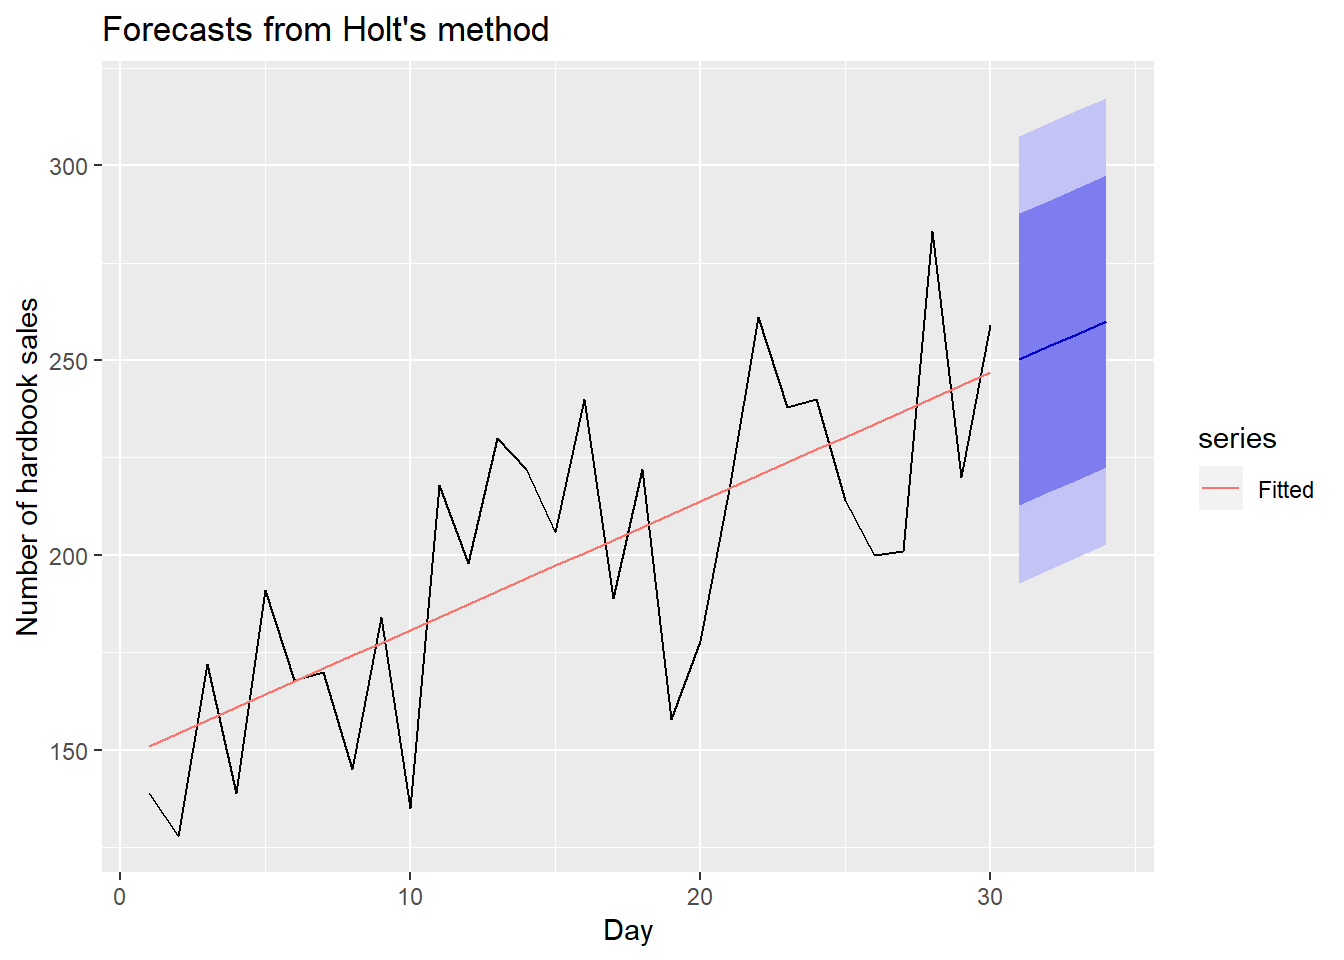 Forecasts from Holt's method
300
250
200
150
Number of hardbook sales
0 10 20 30
Day
series
Fitted